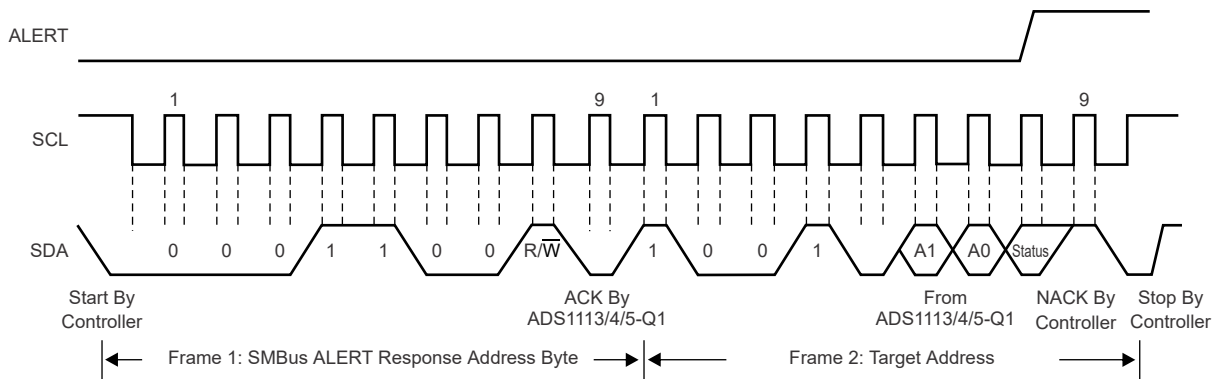 ALERT
1 9 1 9
SCL
SDA
0 0 0 1 1 0 0 R/W 1 0 0 1 A1 A0 Status
Start By
Controller
ACK By
ADS1113/4/5-Q1
From
ADS1113/4/5-Q1
NACK By
Controller
Stop By
Controller
Frame 1: SMBus ALERT Response Address Byte
Frame 2: Target Address